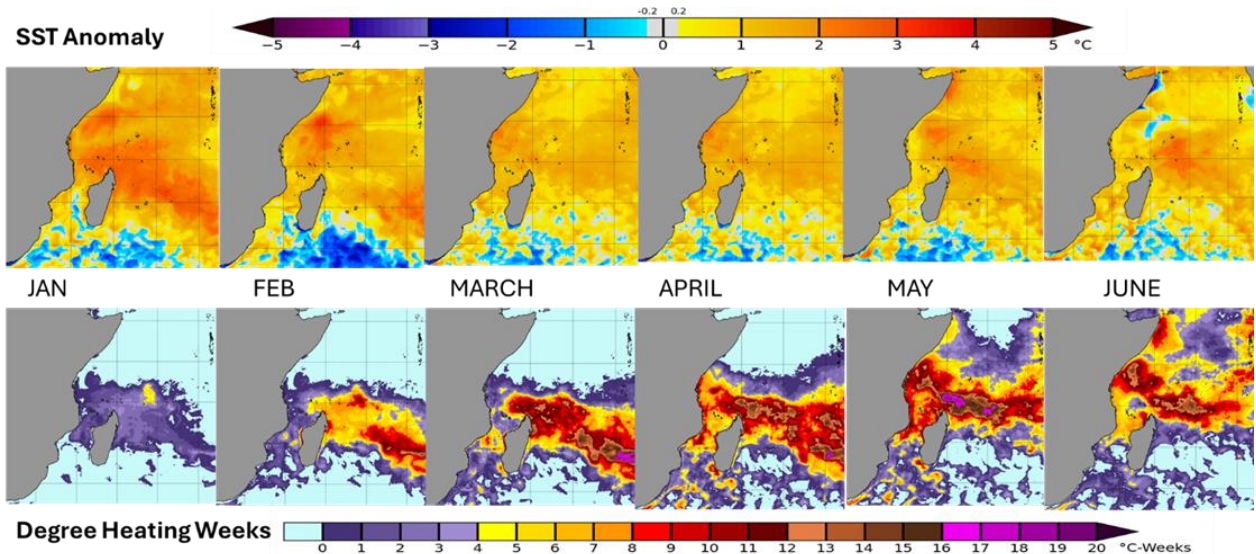 -0.2 0.2
SST Anomaly
−5 −4 −3 −2 −1 0 1 2 3 4 5 °C
JAN FEB MARCH APRIL MAY JUNE
Degree Heating Weeks
0 1 2 3 4 5 6 7 8 9 10 11 12 13 14 15 16 17 18 19 20 °C-Weeks